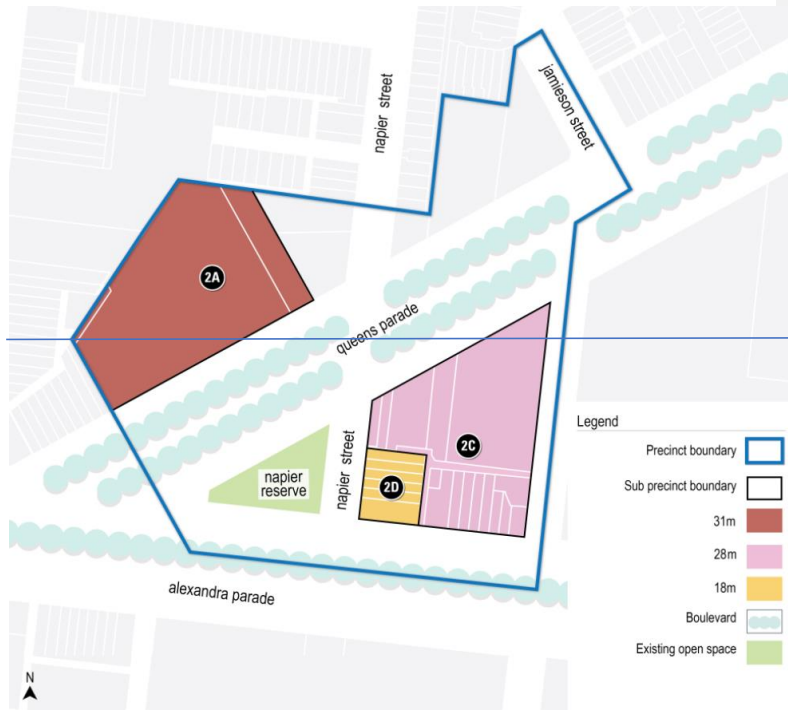 jamieson street
napier street
2A
queens parade
Legend
Precinct boundary
2C
napier street
Sub precinct boundary
napier
reserve
2D
31m
28m
18m
alexandra parade
Boulevard
Existing open space
N